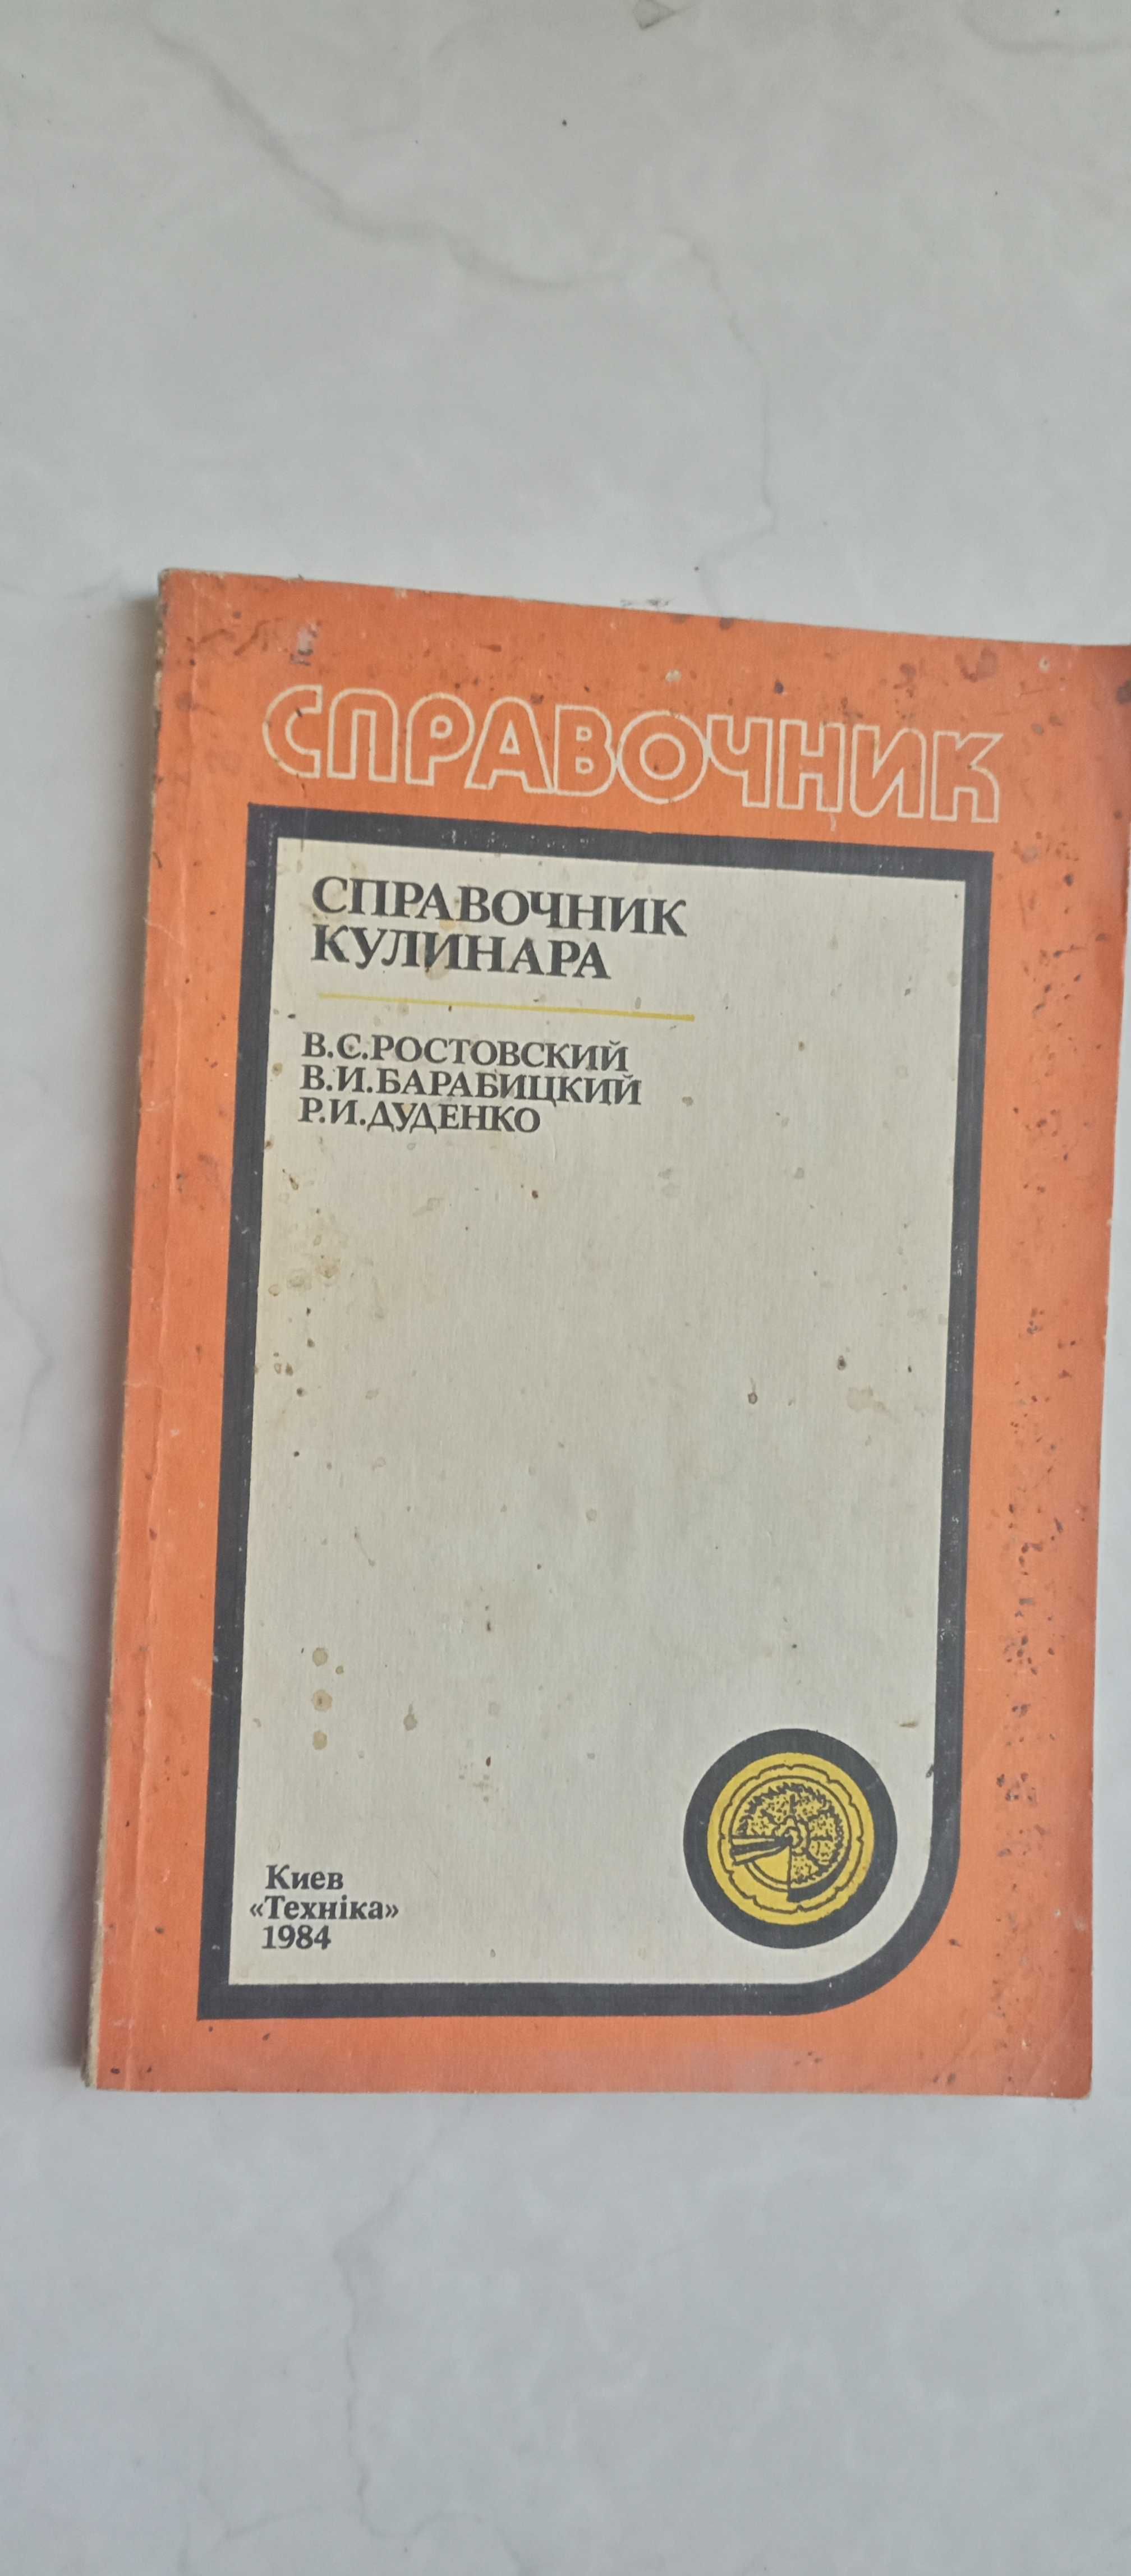 СПРАВОЧНИК
СПРАВОЧНИК
КУЛИНАРА
В.С.РОСТОВСКИЙ
В.И.БАРАБИЦКИЙ
Р.И.ДУДЕНКО
Киев
«Техніка»
1984